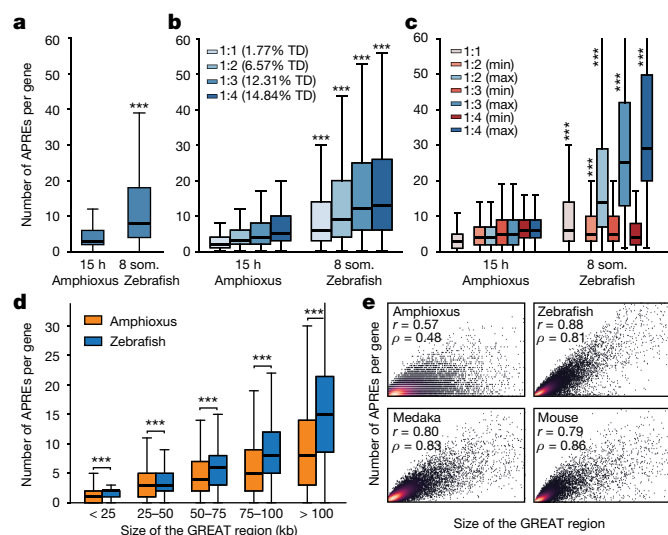 a
Number of APREs per gene
60
50
40
30
20
10
0
***
15 h
Amphioxus
8 som.
Zebrafish
b
60
50
40
30
20
10
0
1:1 (1.77% TD)
1:2 (6.57% TD)
1:3 (12.31% TD)
1:4 (14.84% TD)
***
***
***
***
15 h
Amphioxus
8 som.
Zebrafish
c
60
50
40
30
20
10
0
1:1
1:2 (min)
1:2 (max)
1:3 (min)
1:3 (max)
1:4 (min)
1:4 (max)
***
***
***
***
***
15 h
Amphioxus
8 som.
Zebrafish
d
Number of APREs per gene
30
25
20
15
10
5
0
Amphioxus
Zebrafish
***
***
***
***
***
< 25
25–50
50–75
75–100
> 100
Size of the GREAT region (kb)
e
Number of APREs per gene
Amphioxus
r = 0.57
ρ = 0.48
Zebrafish
r = 0.88
ρ = 0.81
Medaka
r = 0.80
ρ = 0.83
Mouse
r = 0.79
ρ = 0.86
Size of the GREAT region